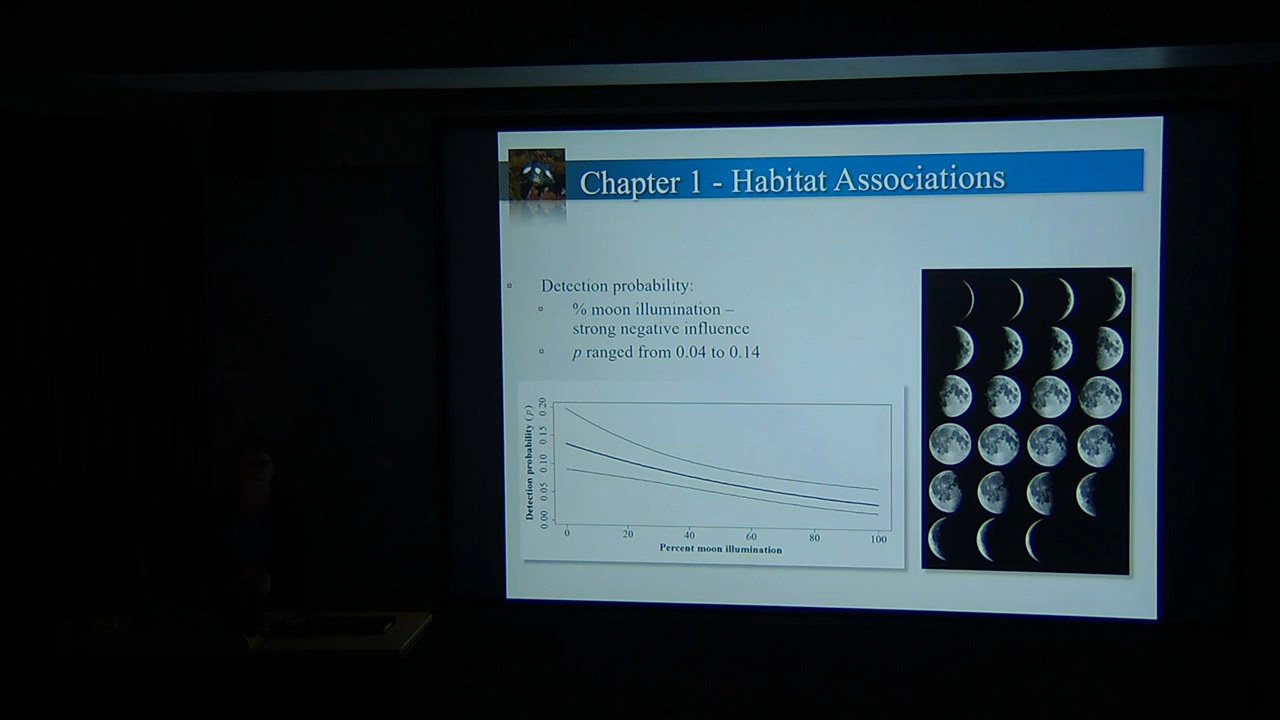 Chapter 1 - Habitat Associations
Detection probability:
% moon illumination –
strong negative influence
p ranged from 0.04 to 0.14
Detection probability (p)
0.00 0.05 0.10 0.15 0.20
0 20 40 60 80 100
Percent moon illumination